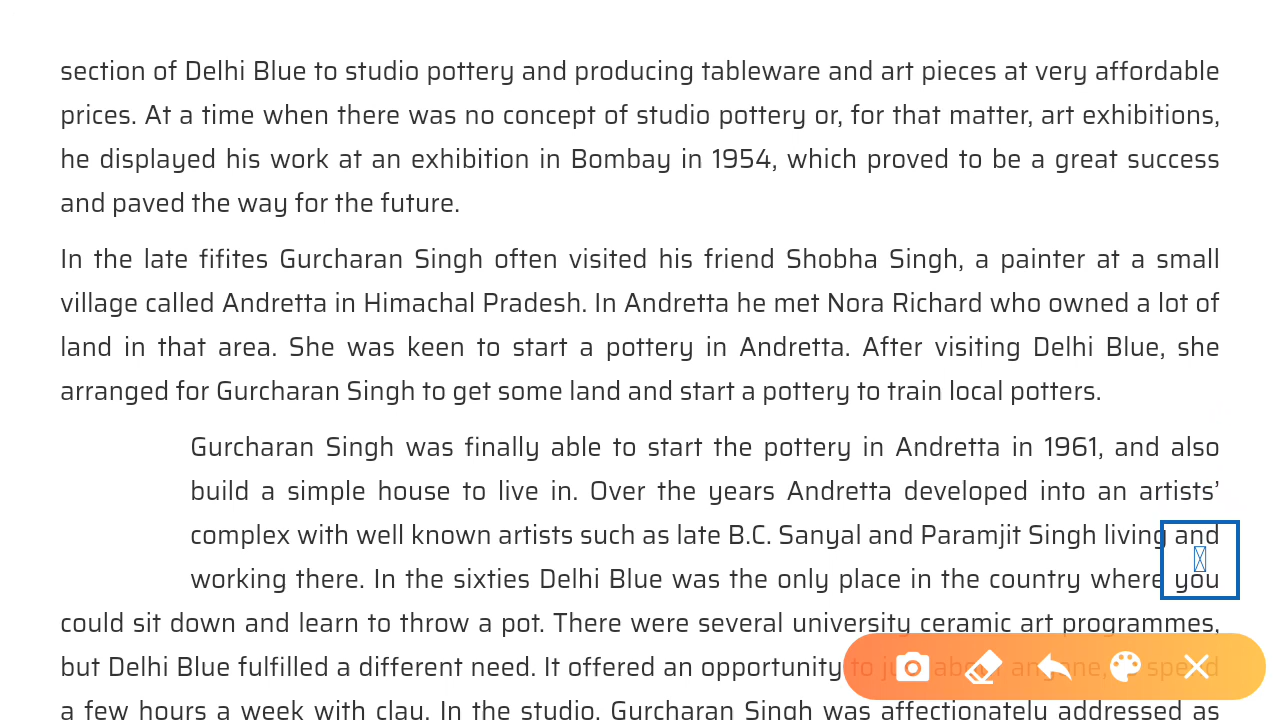 section of Delhi Blue to studio pottery and producing tableware and art pieces at very affordable
prices. At a time when there was no concept of studio pottery or, for that matter, art exhibitions,
he displayed his work at an exhibition in Bombay in 1954, which proved to be a great success
and paved the way for the future.
In the late fifites Gurcharan Singh often visited his friend Shobha Singh, a painter at a small
village called Andretta in Himachal Pradesh. In Andretta he met Nora Richard who owned a lot of
land in that area. She was keen to start a pottery in Andretta. After visiting Delhi Blue, she
arranged for Gurcharan Singh to get some land and start a pottery to train local potters.
Gurcharan Singh was finally able to start the pottery in Andretta in 1961, and also
build a simple house to live in. Over the years Andretta developed into an artists’
complex with well known artists such as late B.C. Sanyal and Paramjit Singh living and
working there. In the sixties Delhi Blue was the only place in the country where you
could sit down and learn to throw a pot. There were several university ceramic art programmes,
but Delhi Blue fulfilled a different need. It offered an opportunity to just about anyone, to spend
a few hours a week with clay. In the studio, Gurcharan Singh was affectionately addressed as